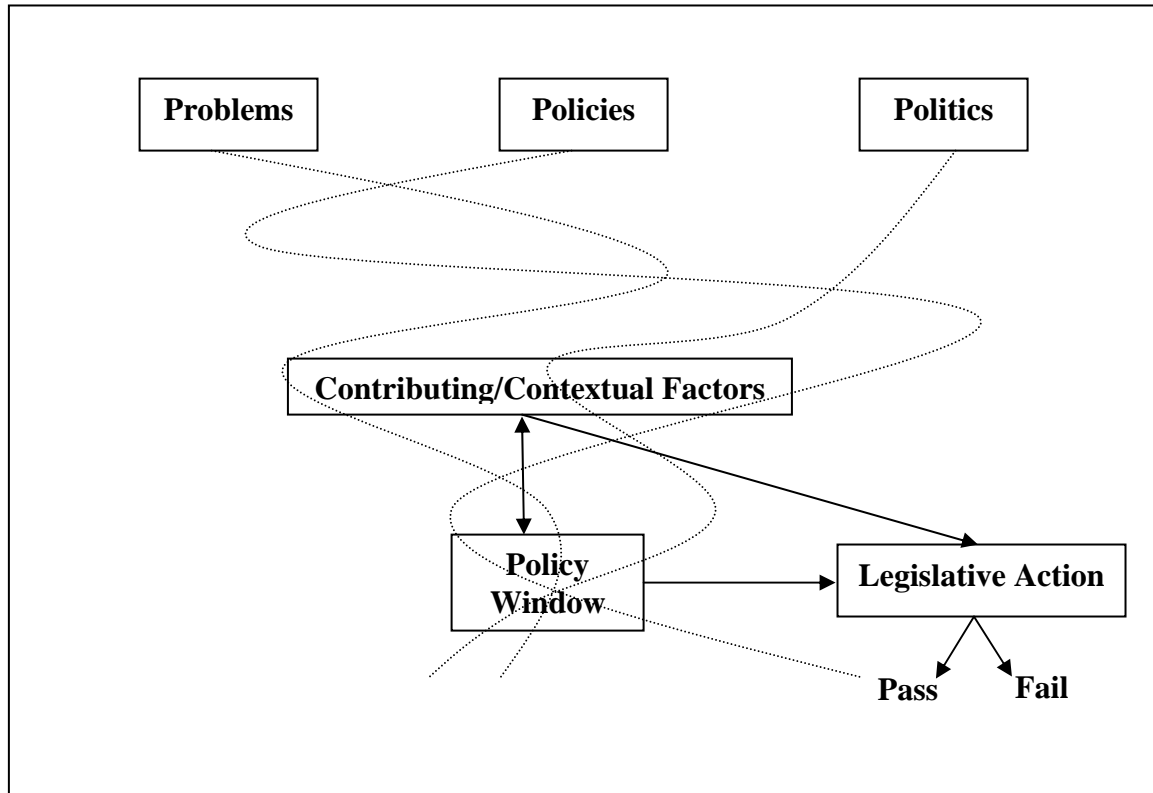 Problems
Policies
Politics
Contributing/Contextual Factors
Policy
Window
Legislative Action
Pass
Fail